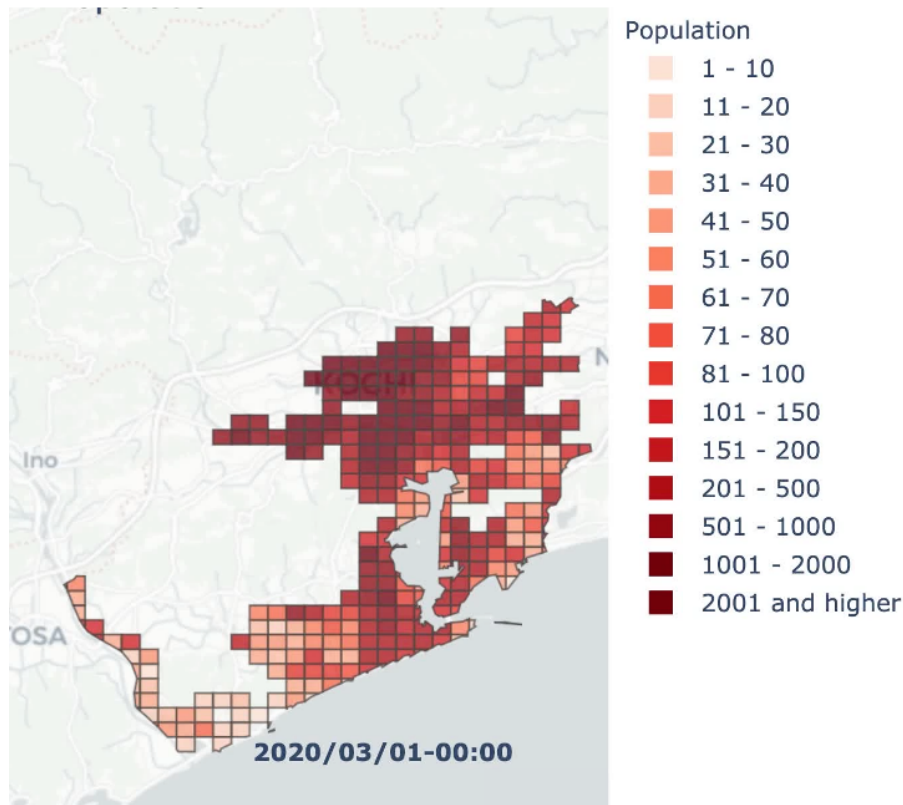 Population
1 - 10
11 - 20
21 - 30
31 - 40
41 - 50
51 - 60
61 - 70
71 - 80
81 - 100
101 - 150
151 - 200
201 - 500
501 - 1000
1001 - 2000
2001 and higher
N
KOCHI
Ino
OSA
2020/03/01-00:00